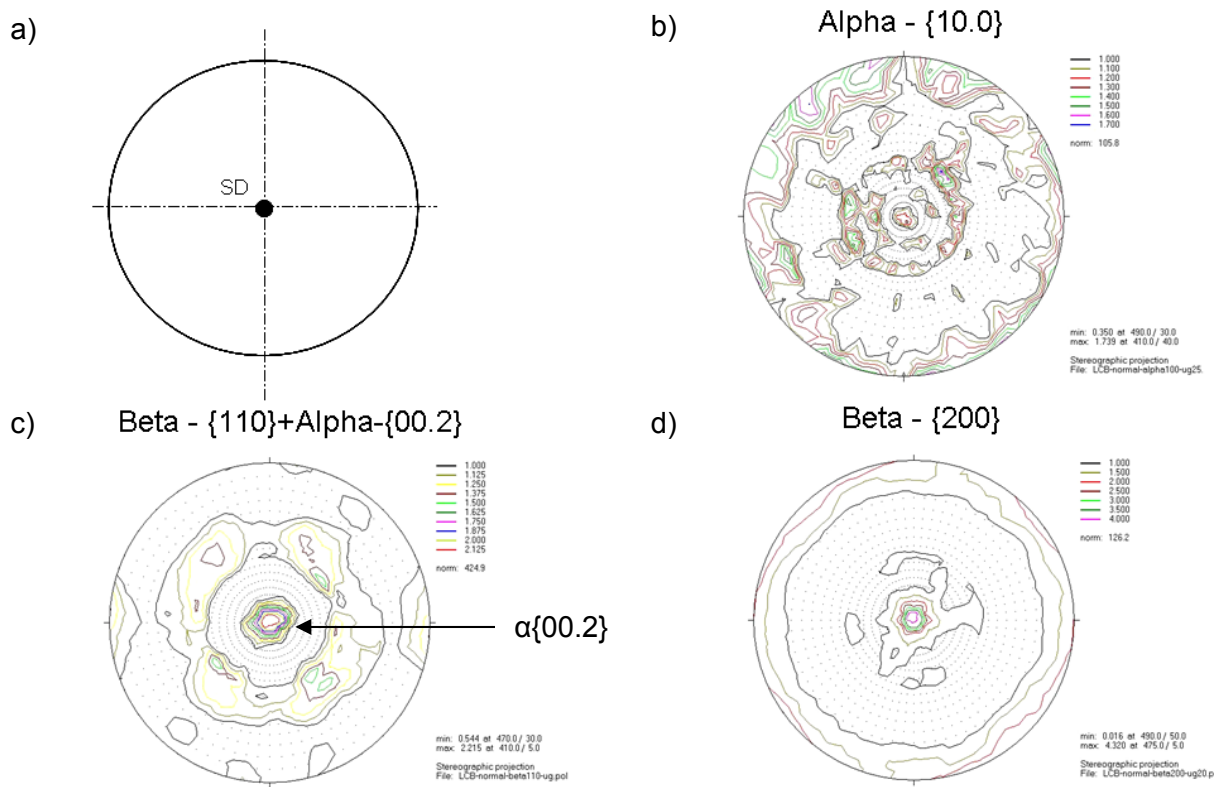 a)
SD
b)
Alpha - {10.0}
1.000
1.100
1.200
1.300
1.400
1.500
1.600
1.700
norm: 105.8
min: 0.350 at 490.0 / 30.0
max: 1.739 at 410.0 / 40.0
Stereographic projection
File: LCB-normal-alpha100-ug25.
c)
Beta - {110}+Alpha-{00.2}
1.000
1.125
1.250
1.375
1.500
1.625
1.750
1.875
2.000
2.125
norm: 424.9
α{00.2}
min: 0.544 at 470.0 / 30.0
max: 2.215 at 410.0 / 5.0
Stereographic projection
File: LCB-normal-beta110-ug.pol
d)
Beta - {200}
1.000
1.500
2.000
2.500
3.000
3.500
4.000
norm: 126.2
min: 0.016 at 490.0 / 50.0
max: 4.320 at 475.0 / 5.0
Stereographic projection
File: LCB-normal-beta200-ug20.p